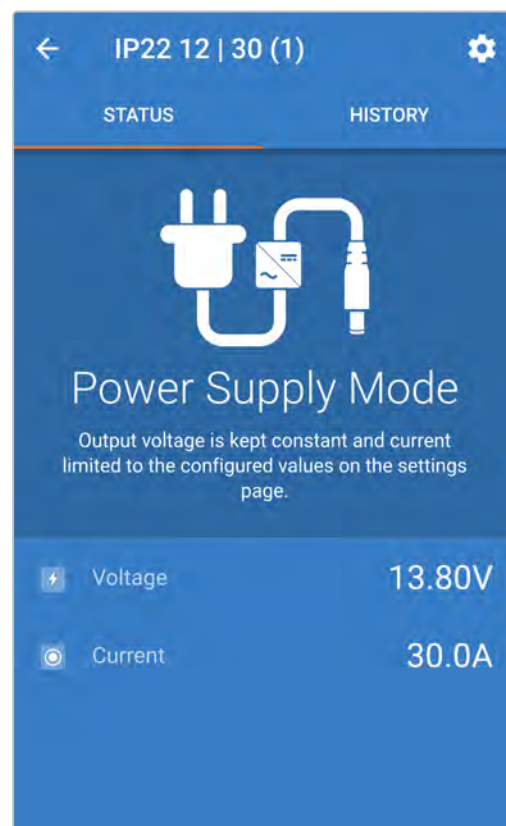 IP22 12 | 30 (1)
STATUS
HISTORY
Power Supply Mode
Output voltage is kept constant and current
limited to the configured values on the settings
page.
Voltage
13.80V
Current
30.0A